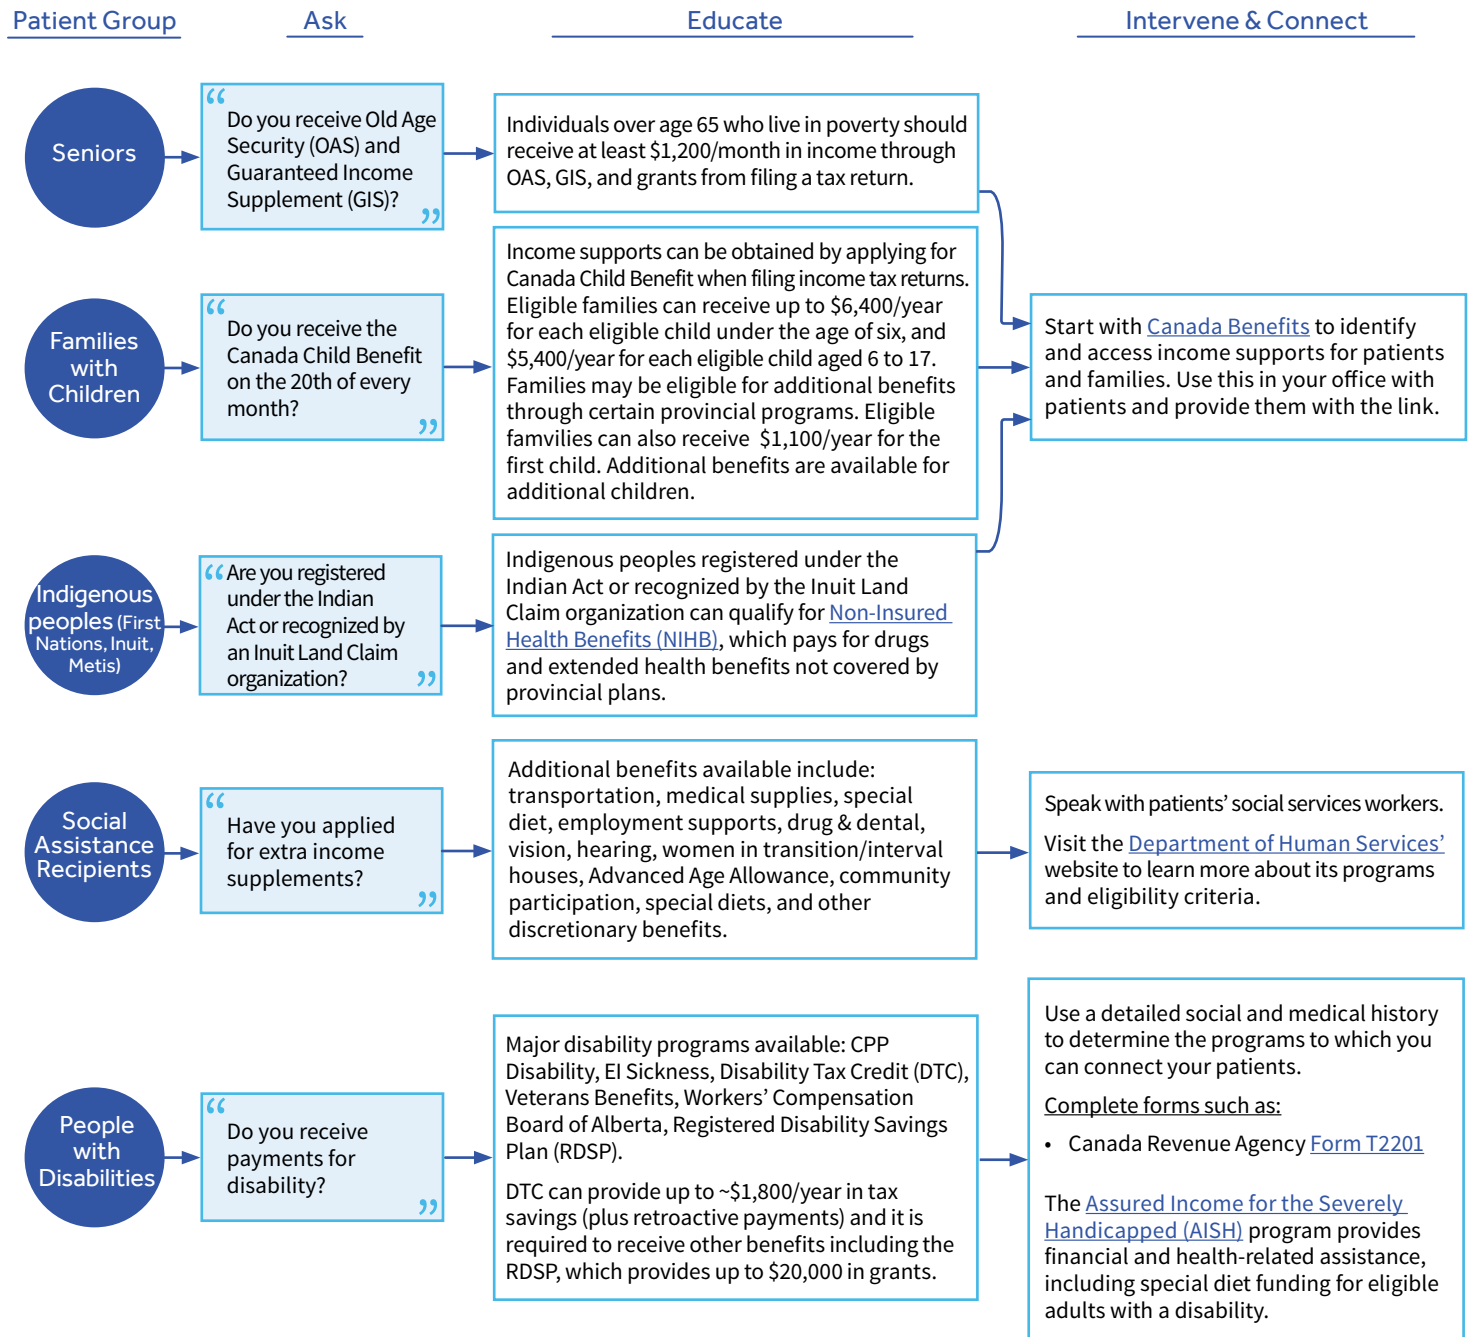 Patient Group
Ask
Educate
Intervene & Connect
Seniors
“
Do you receive Old Age
Security (OAS) and
Guaranteed Income
Supplement (GIS)?
”
Individuals over age 65 who live in poverty should
receive at least $1,200/month in income through
OAS, GIS, and grants from filing a tax return.
Families
with
Children
“
Do you receive the
Canada Child Benefit
on the 20th of every
month?
”
Income supports can be obtained by applying for
Canada Child Benefit when filing income tax returns.
Eligible families can receive up to $6,400/year
for each eligible child under the age of six, and
$5,400/year for each eligible child aged 6 to 17.
Families may be eligible for additional benefits
through certain provincial programs. Eligible
famvilies can also receive $1,100/year for the
first child. Additional benefits are available for
additional children.
Start with Canada Benefits to identify
and access income supports for patients
and families. Use this in your office with
patients and provide them with the link.
Indigenous
peoples (First
Nations, Inuit,
Metis)
“ Are you registered
under the Indian
Act or recognized by
an Inuit Land Claim
organization? ”
Indigenous peoples registered under the
Indian Act or recognized by the Inuit Land
Claim organization can qualify for Non-Insured
Health Benefits (NIHB), which pays for drugs
and extended health benefits not covered by
provincial plans.
Social
Assistance
Recipients
“
Have you applied
for extra income
supplements?
”
Additional benefits available include:
transportation, medical supplies, special
diet, employment supports, drug & dental,
vision, hearing, women in transition/interval
houses, Advanced Age Allowance, community
participation, special diets, and other
discretionary benefits.
Speak with patients’ social services workers.
Visit the Department of Human Services’
website to learn more about its programs
and eligibility criteria.
People
with
Disabilities
“
Do you receive
payments for
disability?
”
Major disability programs available: CPP
Disability, EI Sickness, Disability Tax Credit (DTC),
Veterans Benefits, Workers’ Compensation
Board of Alberta, Registered Disability Savings
Plan (RDSP).
DTC can provide up to ~$1,800/year in tax
savings (plus retroactive payments) and it is
required to receive other benefits including the
RDSP, which provides up to $20,000 in grants.
Use a detailed social and medical history
to determine the programs to which you
can connect your patients.
Complete forms such as:
• Canada Revenue Agency Form T2201
The Assured Income for the Severely
Handicapped (AISH) program provides
financial and health-related assistance,
including special diet funding for eligible
adults with a disability.